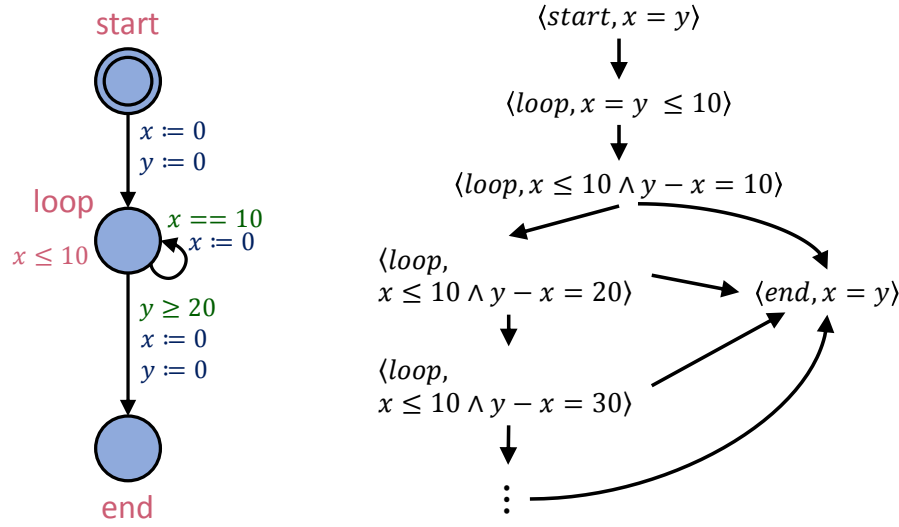 start
x := 0
y := 0
loop
x == 10
x := 0
x ≤ 10
y ≥ 20
x := 0
y := 0
end
⟨start, x = y⟩
⟨loop, x = y ≤ 10⟩
⟨loop, x ≤ 10 ∧ y − x = 10⟩
⟨loop,
x ≤ 10 ∧ y − x = 20⟩
⟨end, x = y⟩
⟨loop,
x ≤ 10 ∧ y − x = 30⟩
⋮